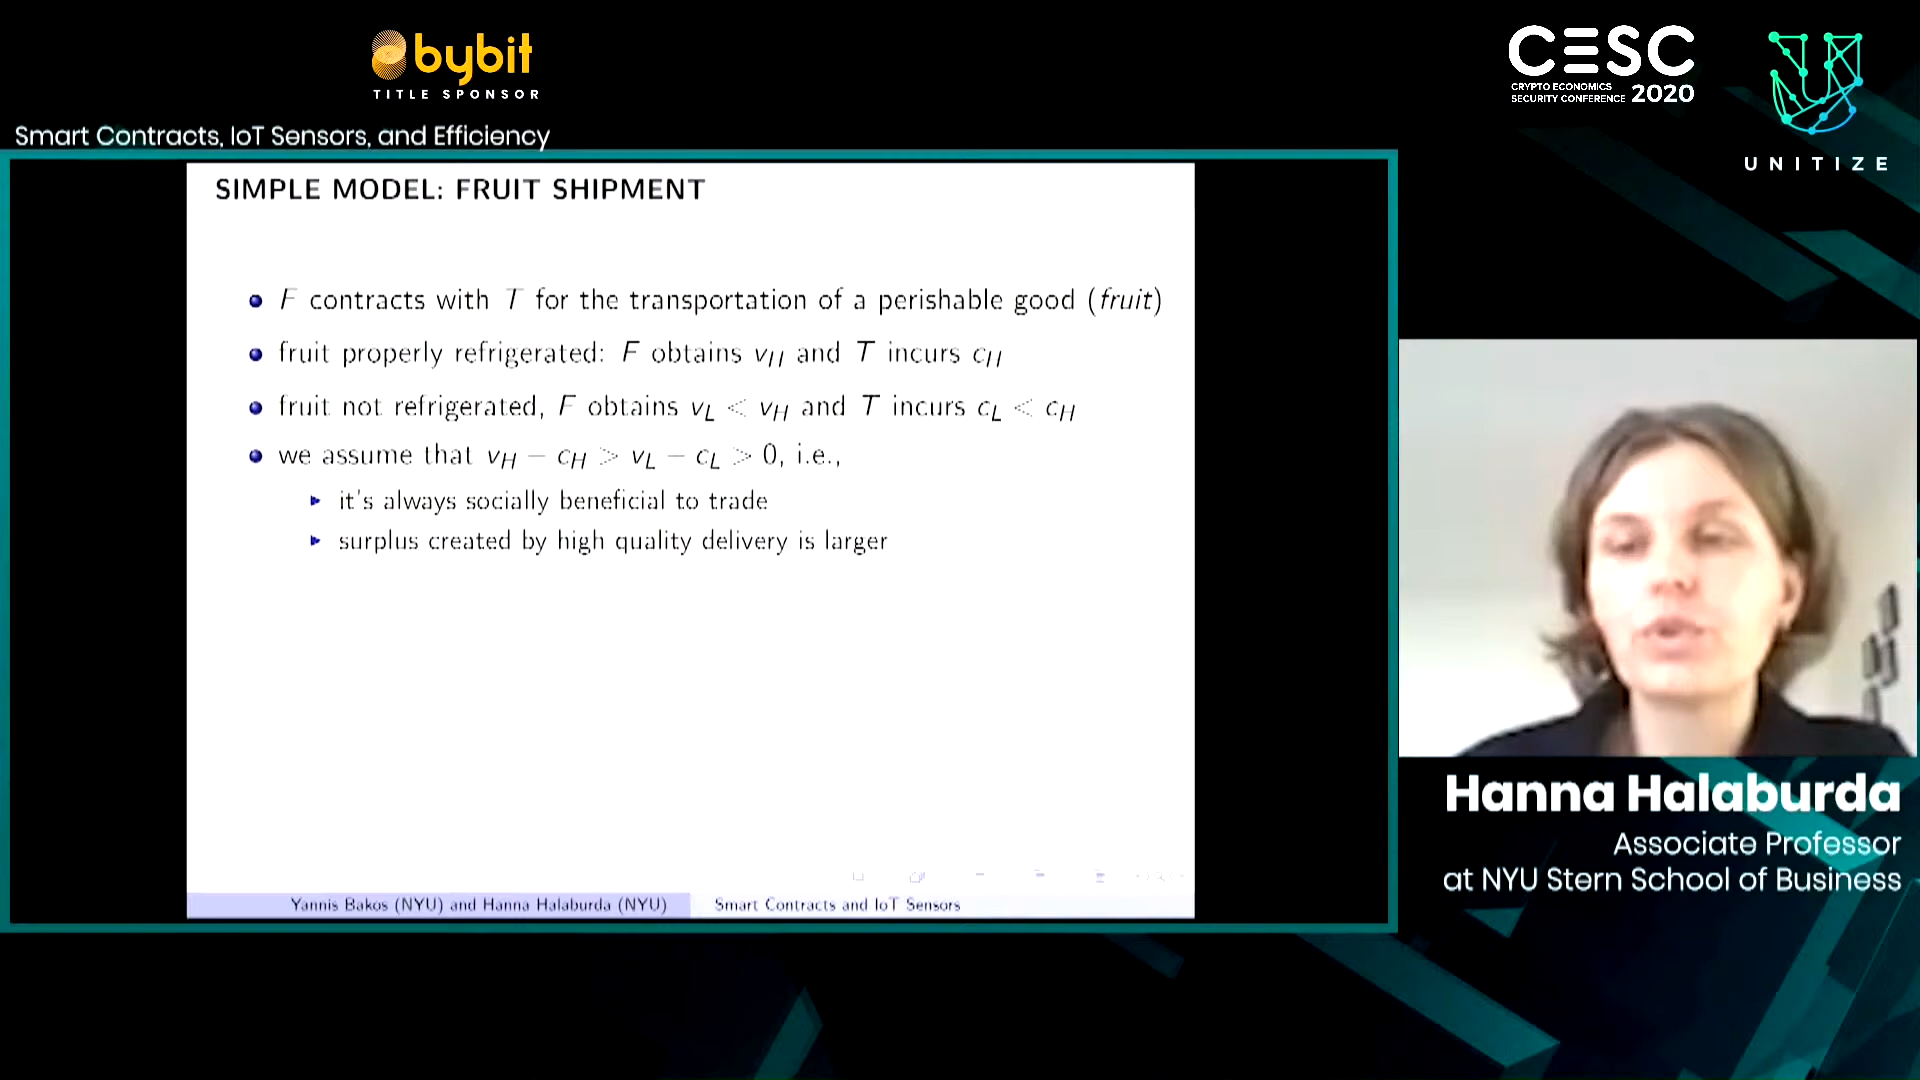 bybit
TITLE SPONSOR
CESC
CRYPTO ECONOMICS
SECURITY CONFERENCE 2020
UNITIZE
Smart Contracts, IoT Sensors, and Efficiency
SIMPLE MODEL: FRUIT SHIPMENT
F contracts with T for the transportation of a perishable good (fruit)
fruit properly refrigerated: F obtains v_H and T incurs c_H
fruit not refrigerated, F obtains v_L < v_H and T incurs c_L < c_H
we assume that v_H − c_H > v_L − c_L > 0, i.e.,
it's always socially beneficial to trade
surplus created by high quality delivery is larger
Yannis Bakos (NYU) and Hanna Halaburda (NYU)
Smart Contracts and IoT Sensors
Hanna Halaburda
Associate Professor
at NYU Stern School of Business